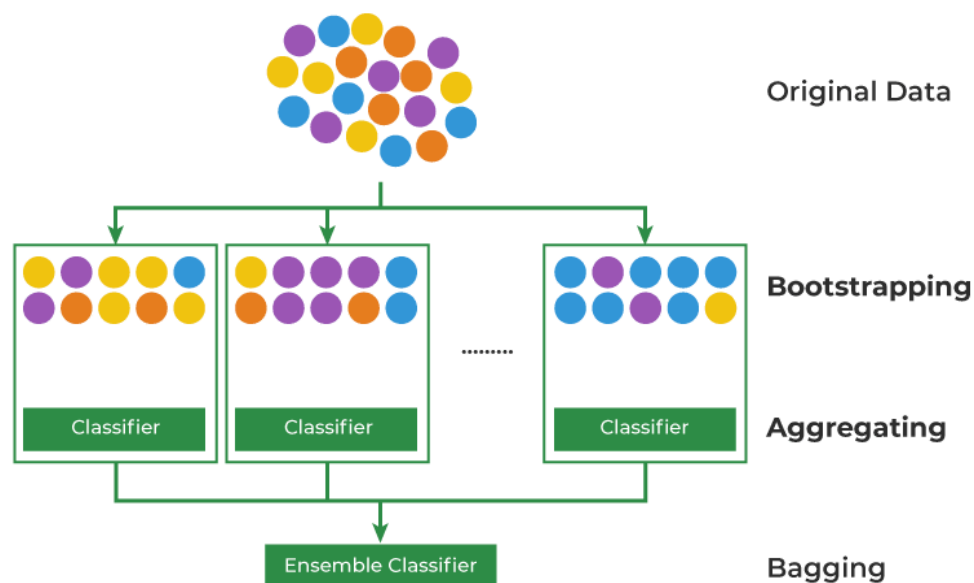 Original Data
Bootstrapping
.........
Classifier
Classifier
Classifier
Aggregating
Ensemble Classifier
Bagging